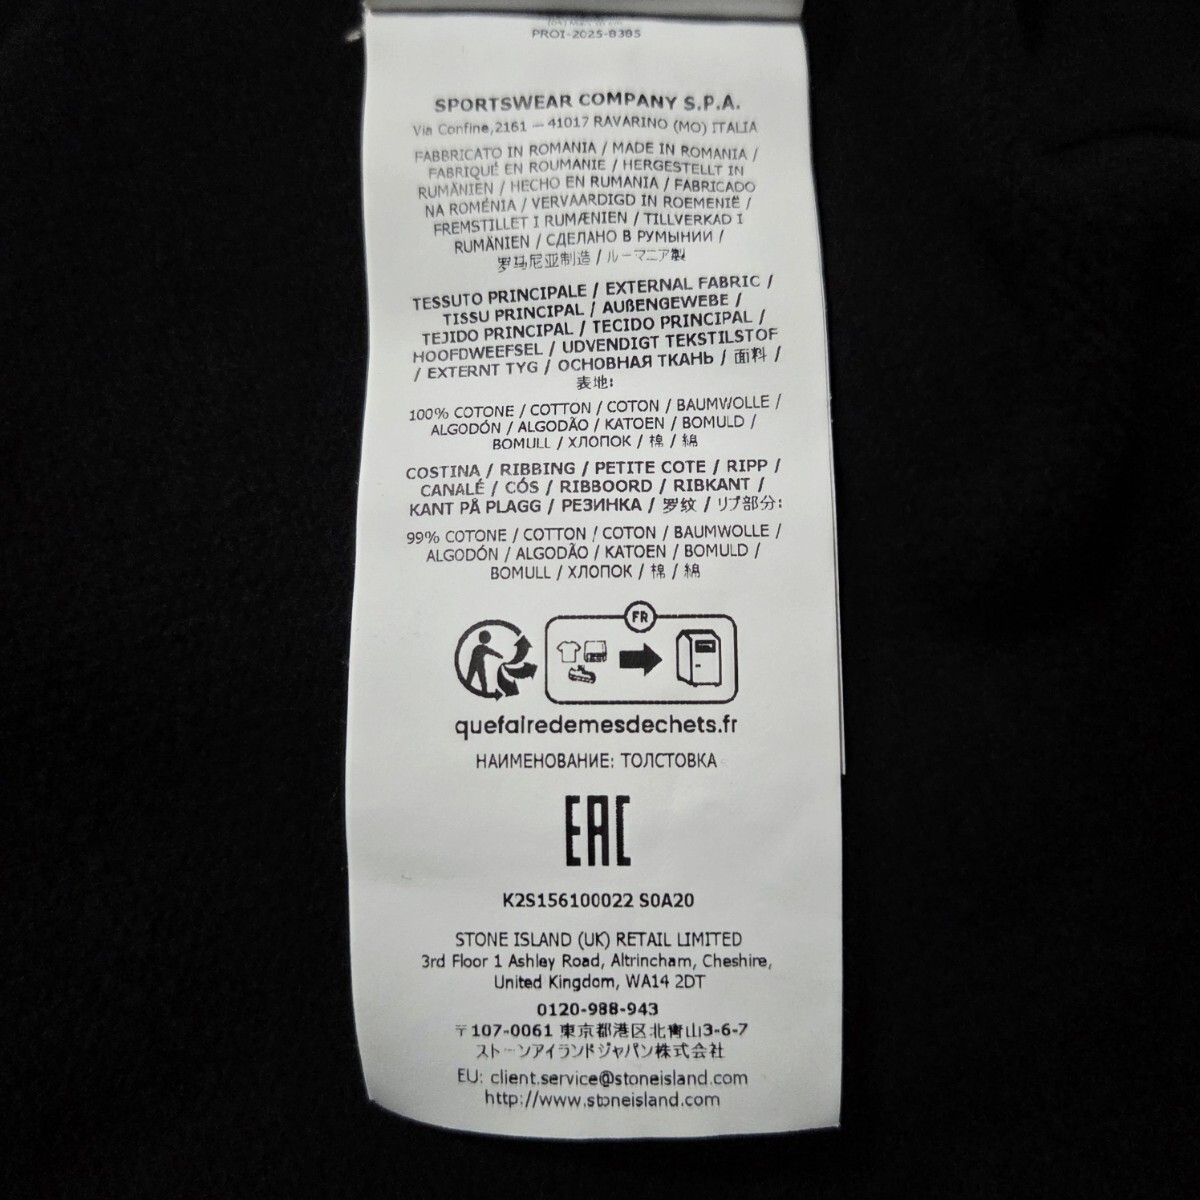 PROI-2025-8385
SPORTSWEAR COMPANY S.P.A.
Via Confine,2161 — 41017 RAVARINO (MO) ITALIA
FABBRICATO IN ROMANIA / MADE IN ROMANIA /
FABRIQUÉ EN ROUMANIE / HERGESTELLT IN
RUMÄNIEN / HECHO EN RUMANIA / FABRICADO
NA ROMÉNIA / VERVAARDIGD IN ROEMENIË /
FREMSTILLET I RUMÆNIEN / TILLVERKAD I
RUMÄNIEN / СДЕЛАНО В РУМЫНИИ /
罗马尼亚制造 / ルーマニア製
TESSUTO PRINCIPALE / EXTERNAL FABRIC /
TISSU PRINCIPAL / AUßENGEWEBE /
TEJIDO PRINCIPAL / TECIDO PRINCIPAL /
HOOFDWEEFSEL / UDVENDIGT TEKSTILSTOF
/ EXTERNT TYG / ОСНОВНАЯ ТКАНЬ / 面料 /
表地:
100% COTONE / COTTON / COTON / BAUMWOLLE /
ALGODÓN / ALGODÃO / KATOEN / BOMULD /
BOMULL / ХЛОПОК / 棉 / 綿
COSTINA / RIBBING / PETITE COTE / RIPP /
CANALÉ / CÓS / RIBBOORD / RIBKANT /
KANT PÅ PLAGG / РЕЗИНКА / 罗纹 / リブ部分:
99% COTONE / COTTON / COTON / BAUMWOLLE /
ALGODÓN / ALGODÃO / KATOEN / BOMULD /
BOMULL / ХЛОПОК / 棉 / 綿
FR
quefairedemesdechets.fr
НАИМЕНОВАНИЕ: ТОЛСТОВКА
EAC
K2S156100022 S0A20
STONE ISLAND (UK) RETAIL LIMITED
3rd Floor 1 Ashley Road, Altrincham, Cheshire,
United Kingdom, WA14 2DT
0120-988-943
〒107-0061 東京都港区北青山3-6-7
ストーンアイランドジャパン株式会社
EU: client.service@stoneisland.com
http://www.stoneisland.com